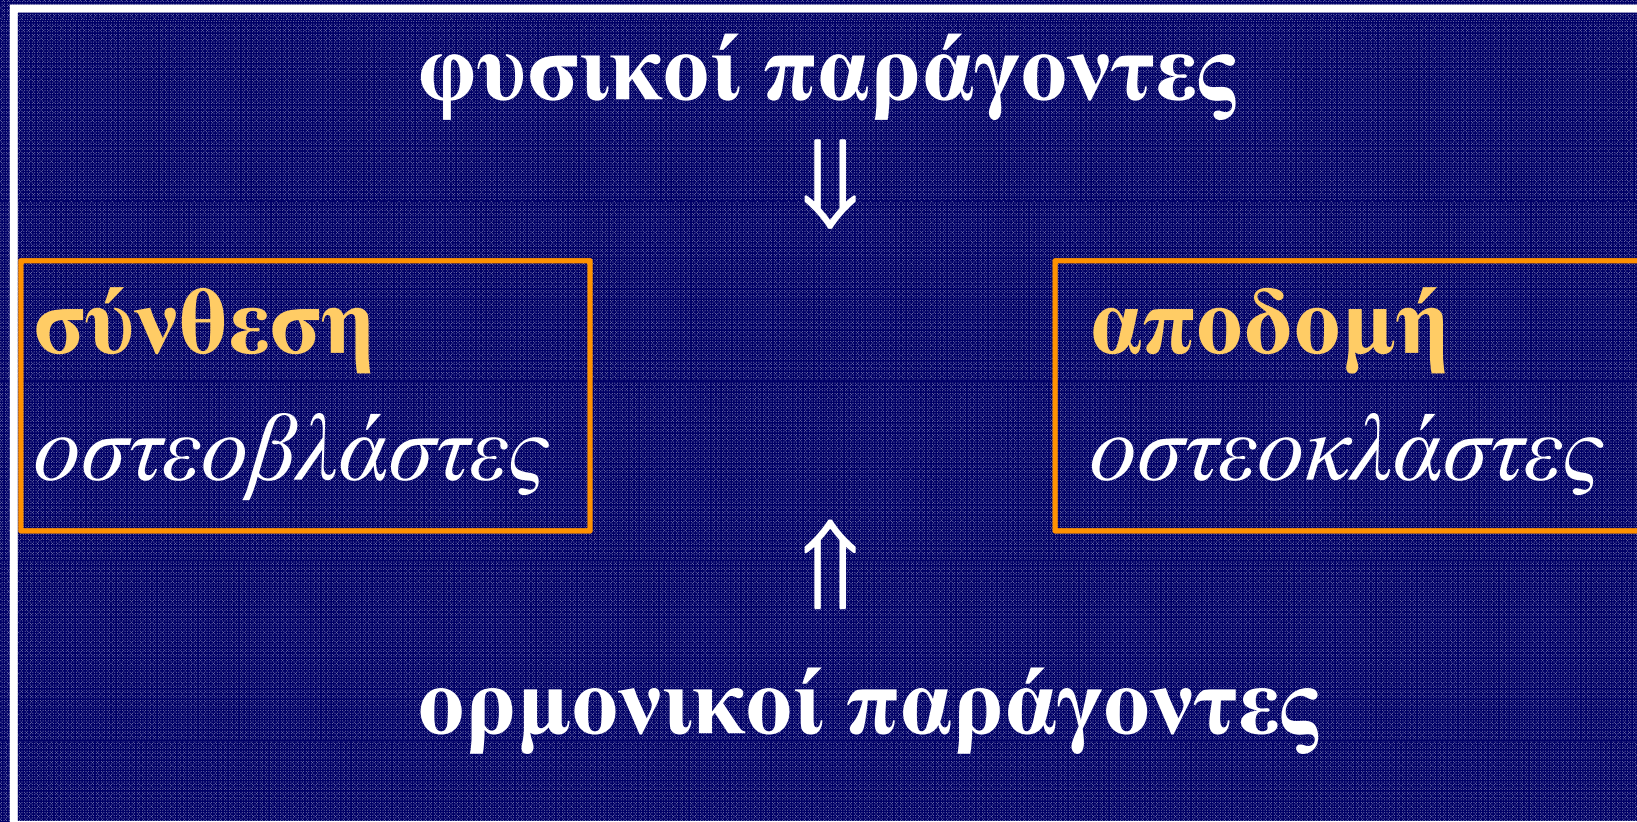 φυσικοί παράγοντες
⇓
σύνθεση
οστεοβλάστες
αποδομή
οστεοκλάστες
⇑
ορμονικοί παράγοντες